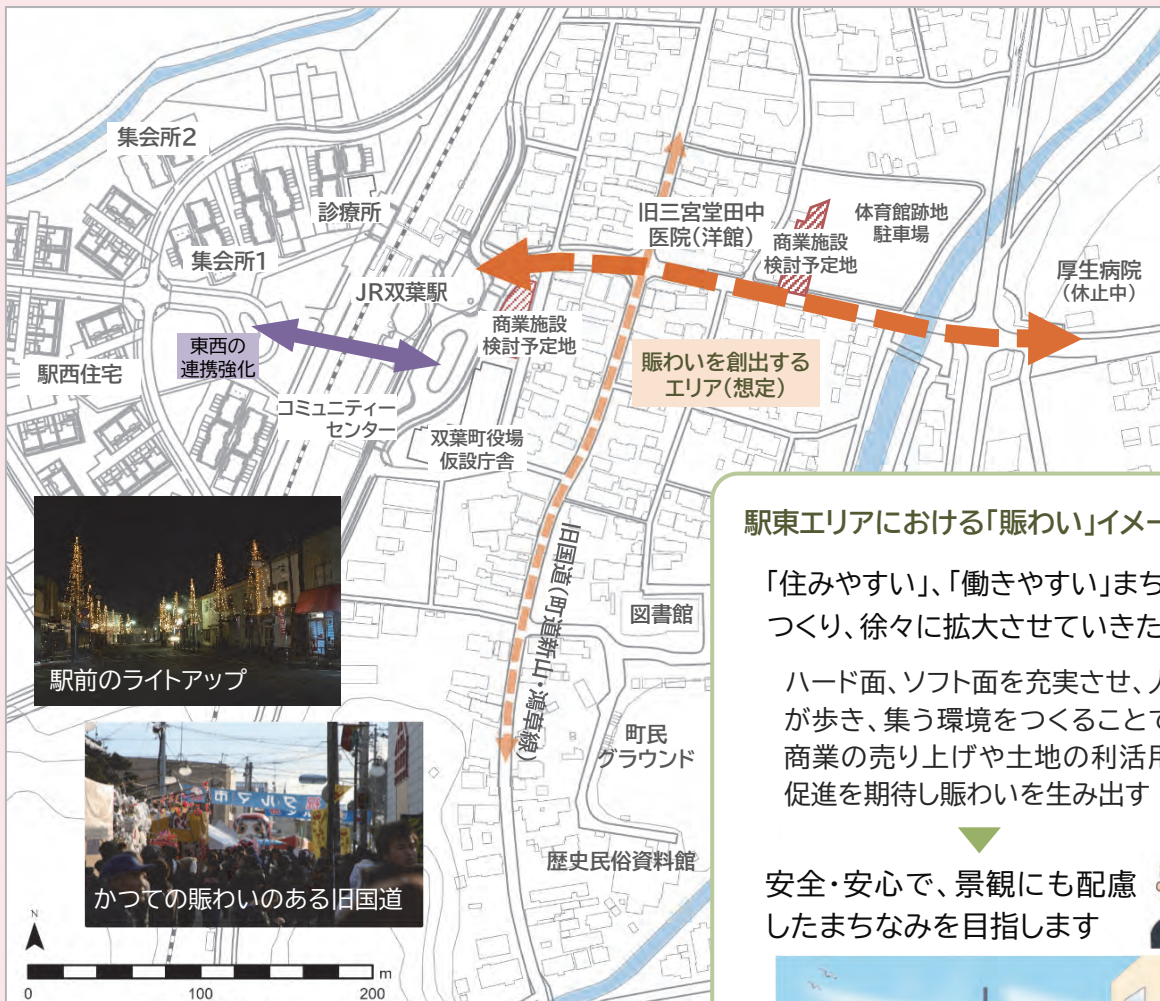 集会所2
診療所
集会所1
JR双葉駅
旧三宮堂田中
医院(洋館)
商業施設
検討予定地
体育館跡地
駐車場
厚生病院
(休止中)
商業施設
検討予定地
東西の
連携強化
駅西住宅
賑わいを創出する
エリア(想定)
コミュニティー
センター
双葉町役場
仮設庁舎
旧国道(町道新山・鴻草線)
図書館
町民
グラウンド
歴史民俗資料館
駅前のライトアップ
ダルマ市
かつての賑わいのある旧国道
N
0 100 200 m
駅東エリアにおける「賑わい」イメー
「住みやすい」、「働きやすい」まち
つくり、徐々に拡大させていきた
ハード面、ソフト面を充実させ、人
が歩き、集う環境をつくることで
商業の売り上げや土地の利活用
促進を期待し賑わいを生み出す
安全・安心で、景観にも配慮
したまちなみを目指します